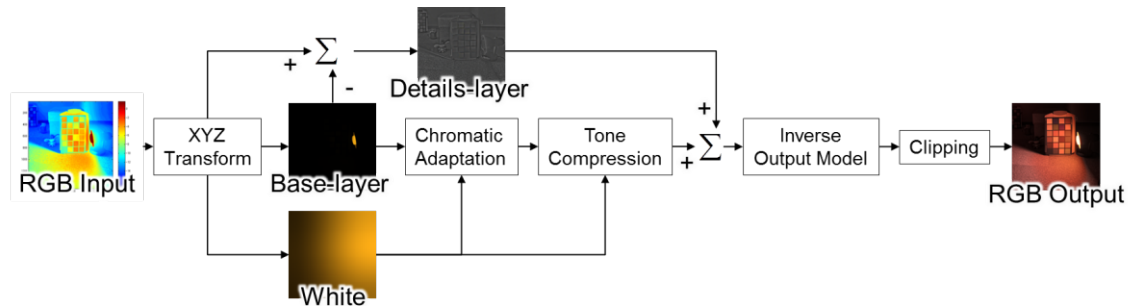 +
Σ
-
Details-layer
RGB Input
XYZ
Transform
Base-layer
Chromatic
Adaptation
Tone
Compression
+
+
Σ
Inverse
Output Model
Clipping
RGB Output
White